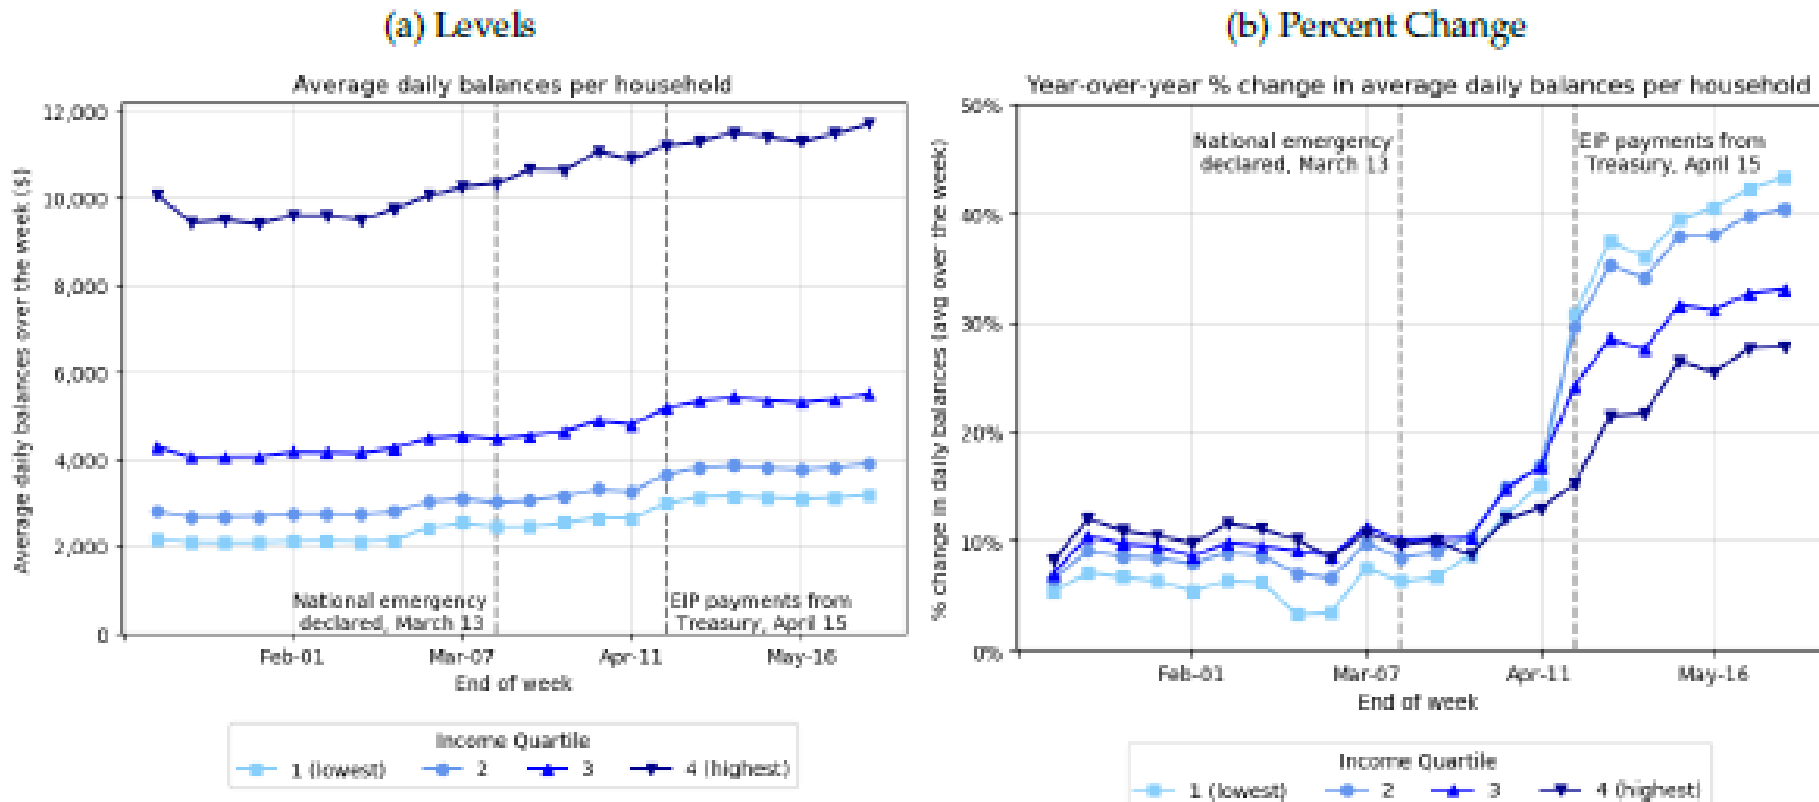 (a) Levels
Average daily balances per household
Average daily balances over the week ($)
12,000
10,000
8,000
6,000
4,000
2,000
0
National emergency
declared, March 13
EIP payments from
Treasury, April 15
Feb-01
Mar-07
Apr-11
May-16
End of week
Income Quartile
1 (lowest)
2
3
4 (highest)
(b) Percent Change
Year-over-year % change in average daily balances per household
% change in daily balances (avg over the week)
50%
40%
30%
20%
10%
0%
National emergency
declared, March 13
EIP payments from
Treasury, April 15
Feb-01
Mar-07
Apr-11
May-16
End of week
Income Quartile
1 (lowest)
2
3
4 (highest)